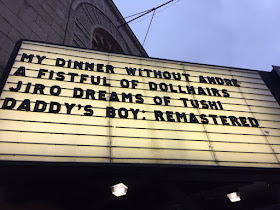 MY DINNER WITHOUT ANDRE
A FISTFUL OF DOLLHAIRS
JIRO DREAMS OF TUSHI
DADDY'S BOY: REMASTERED